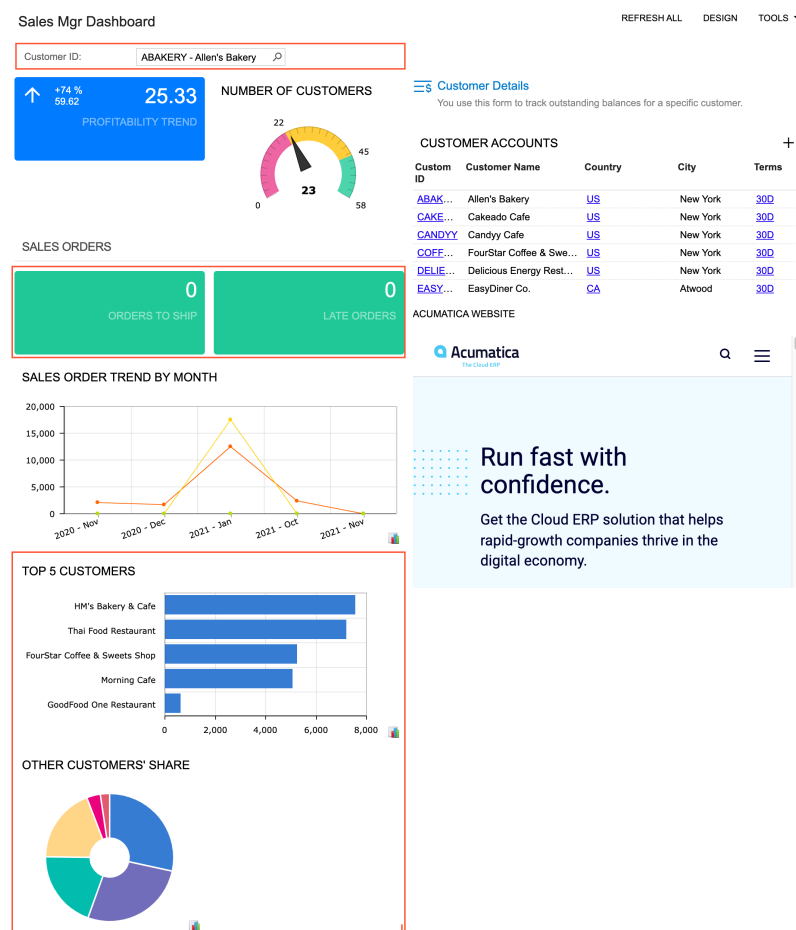 Sales Mgr Dashboard
REFRESH ALL DESIGN TOOLS
Customer ID: ABAKERY - Allen's Bakery
+74 %
59.62
25.33
PROFITABILITY TREND
NUMBER OF CUSTOMERS
22
45
23
0
58
SALES ORDERS
0
ORDERS TO SHIP
0
LATE ORDERS
SALES ORDER TREND BY MONTH
20,000
15,000
10,000
5,000
0
2020 - Nov 2020 - Dec 2021 - Jan 2021 - Oct 2021 - Nov
TOP 5 CUSTOMERS
HM's Bakery & Cafe
Thai Food Restaurant
FourStar Coffee & Sweets Shop
Morning Cafe
GoodFood One Restaurant
0 2,000 4,000 6,000 8,000
OTHER CUSTOMERS' SHARE
$ Customer Details
You use this form to track outstanding balances for a specific customer.
CUSTOMER ACCOUNTS
Custom ID Customer Name Country City Terms
ABAK... Allen's Bakery US New York 30D
CAKE... Cakeado Cafe US New York 30D
CANDYY Candyy Cafe US New York 30D
COFF... FourStar Coffee & Swe... US New York 30D
DELIE... Delicious Energy Rest... US New York 30D
EASY... EasyDiner Co. CA Atwood 30D
ACUMATICA WEBSITE
Acumatica
The Cloud ERP
Run fast with
confidence.
Get the Cloud ERP solution that helps
rapid-growth companies thrive in the
digital economy.